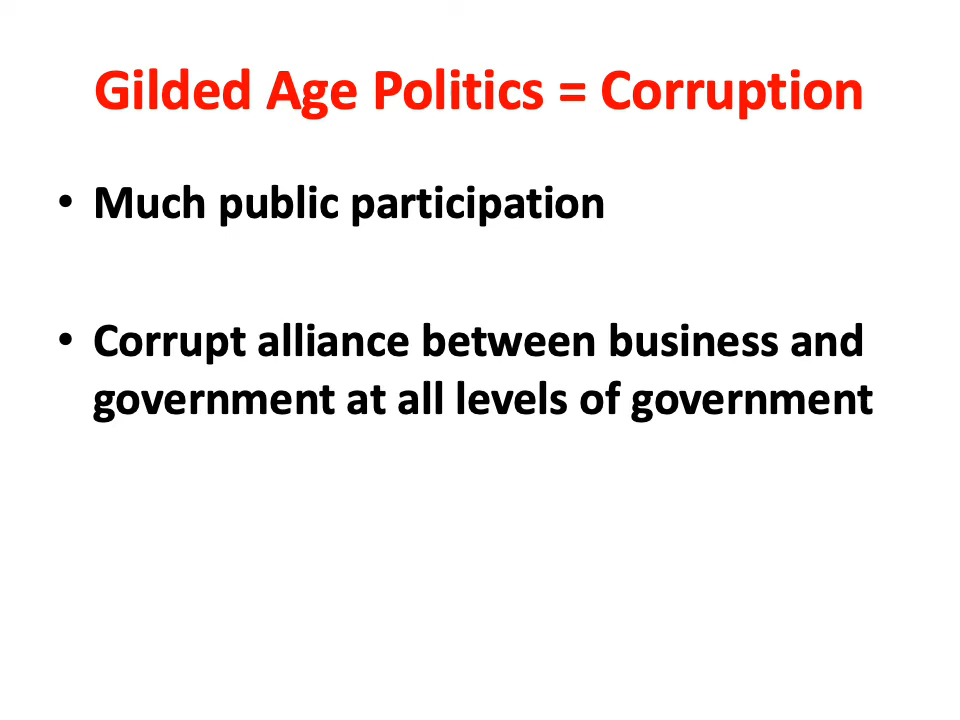 Gilded Age Politics = Corruption
• Much public participation
• Corrupt alliance between business and
government at all levels of government